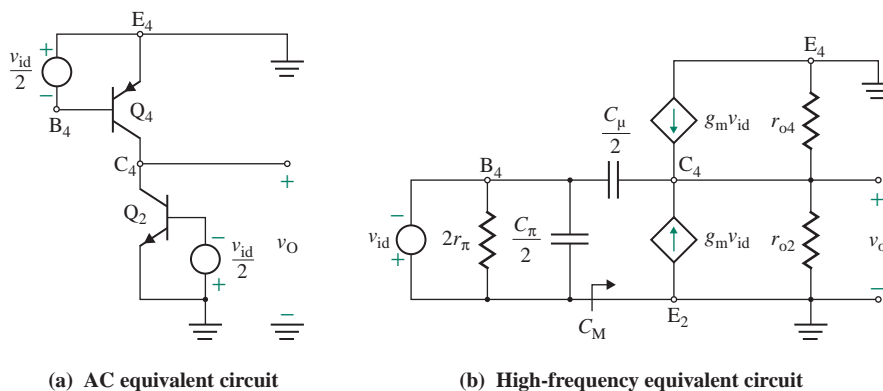 E4
+
vid
2
−
B4
Q4
C4
+
Q2
−
vid
2
+
vO
−
(a) AC equivalent circuit
E4
Cμ
2
gmvid
ro4
B4
C4
−
vid
+
2rπ
Cπ
2
gmvid
ro2
+
vo
−
CM
E2
(b) High-frequency equivalent circuit